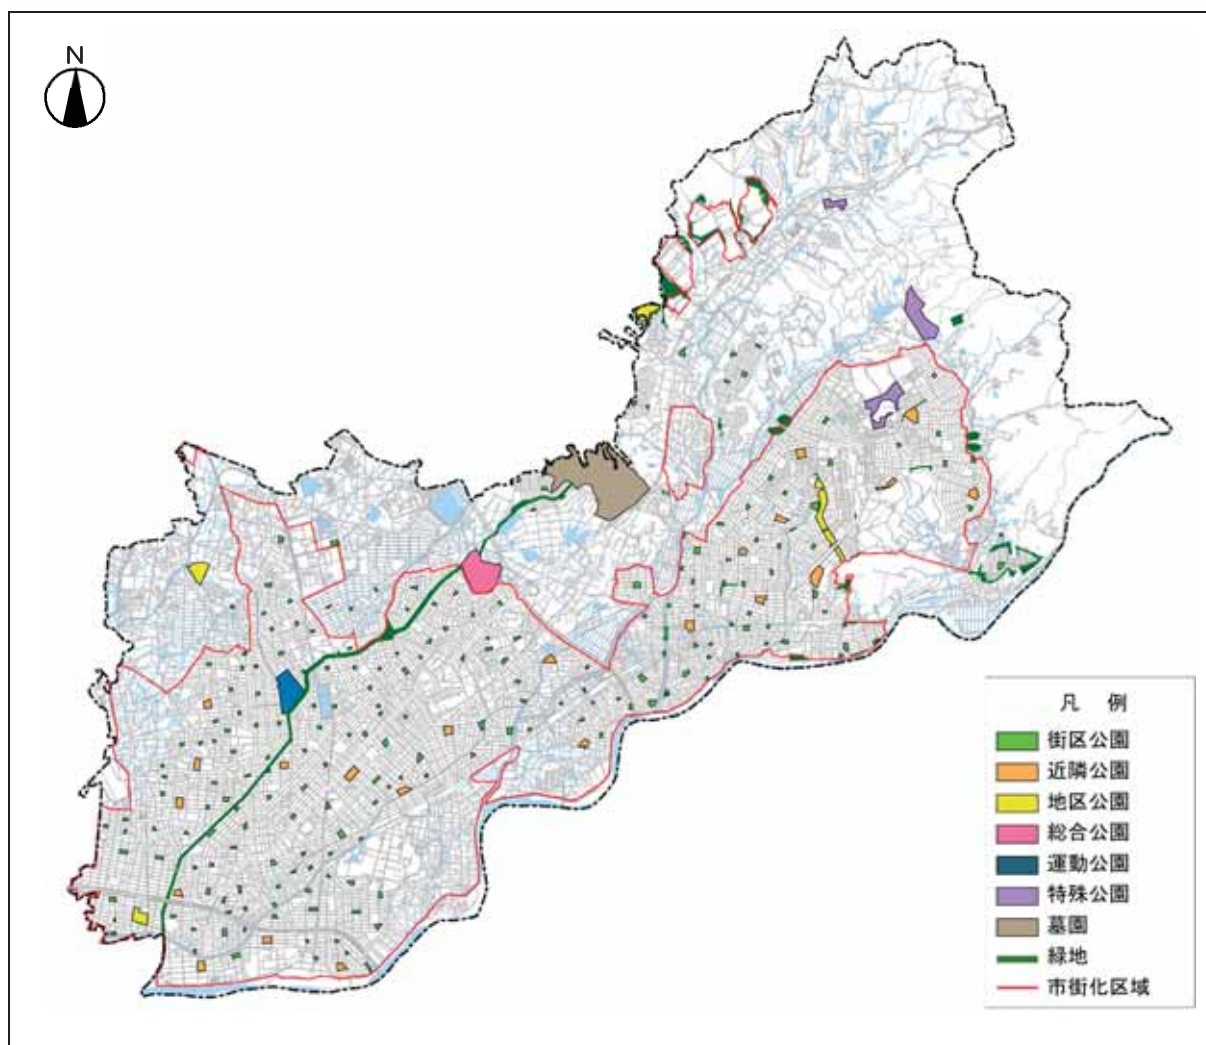 N
凡 例
街区公園
近隣公園
地区公園
総合公園
運動公園
特殊公園
墓園
緑地
市街化区域